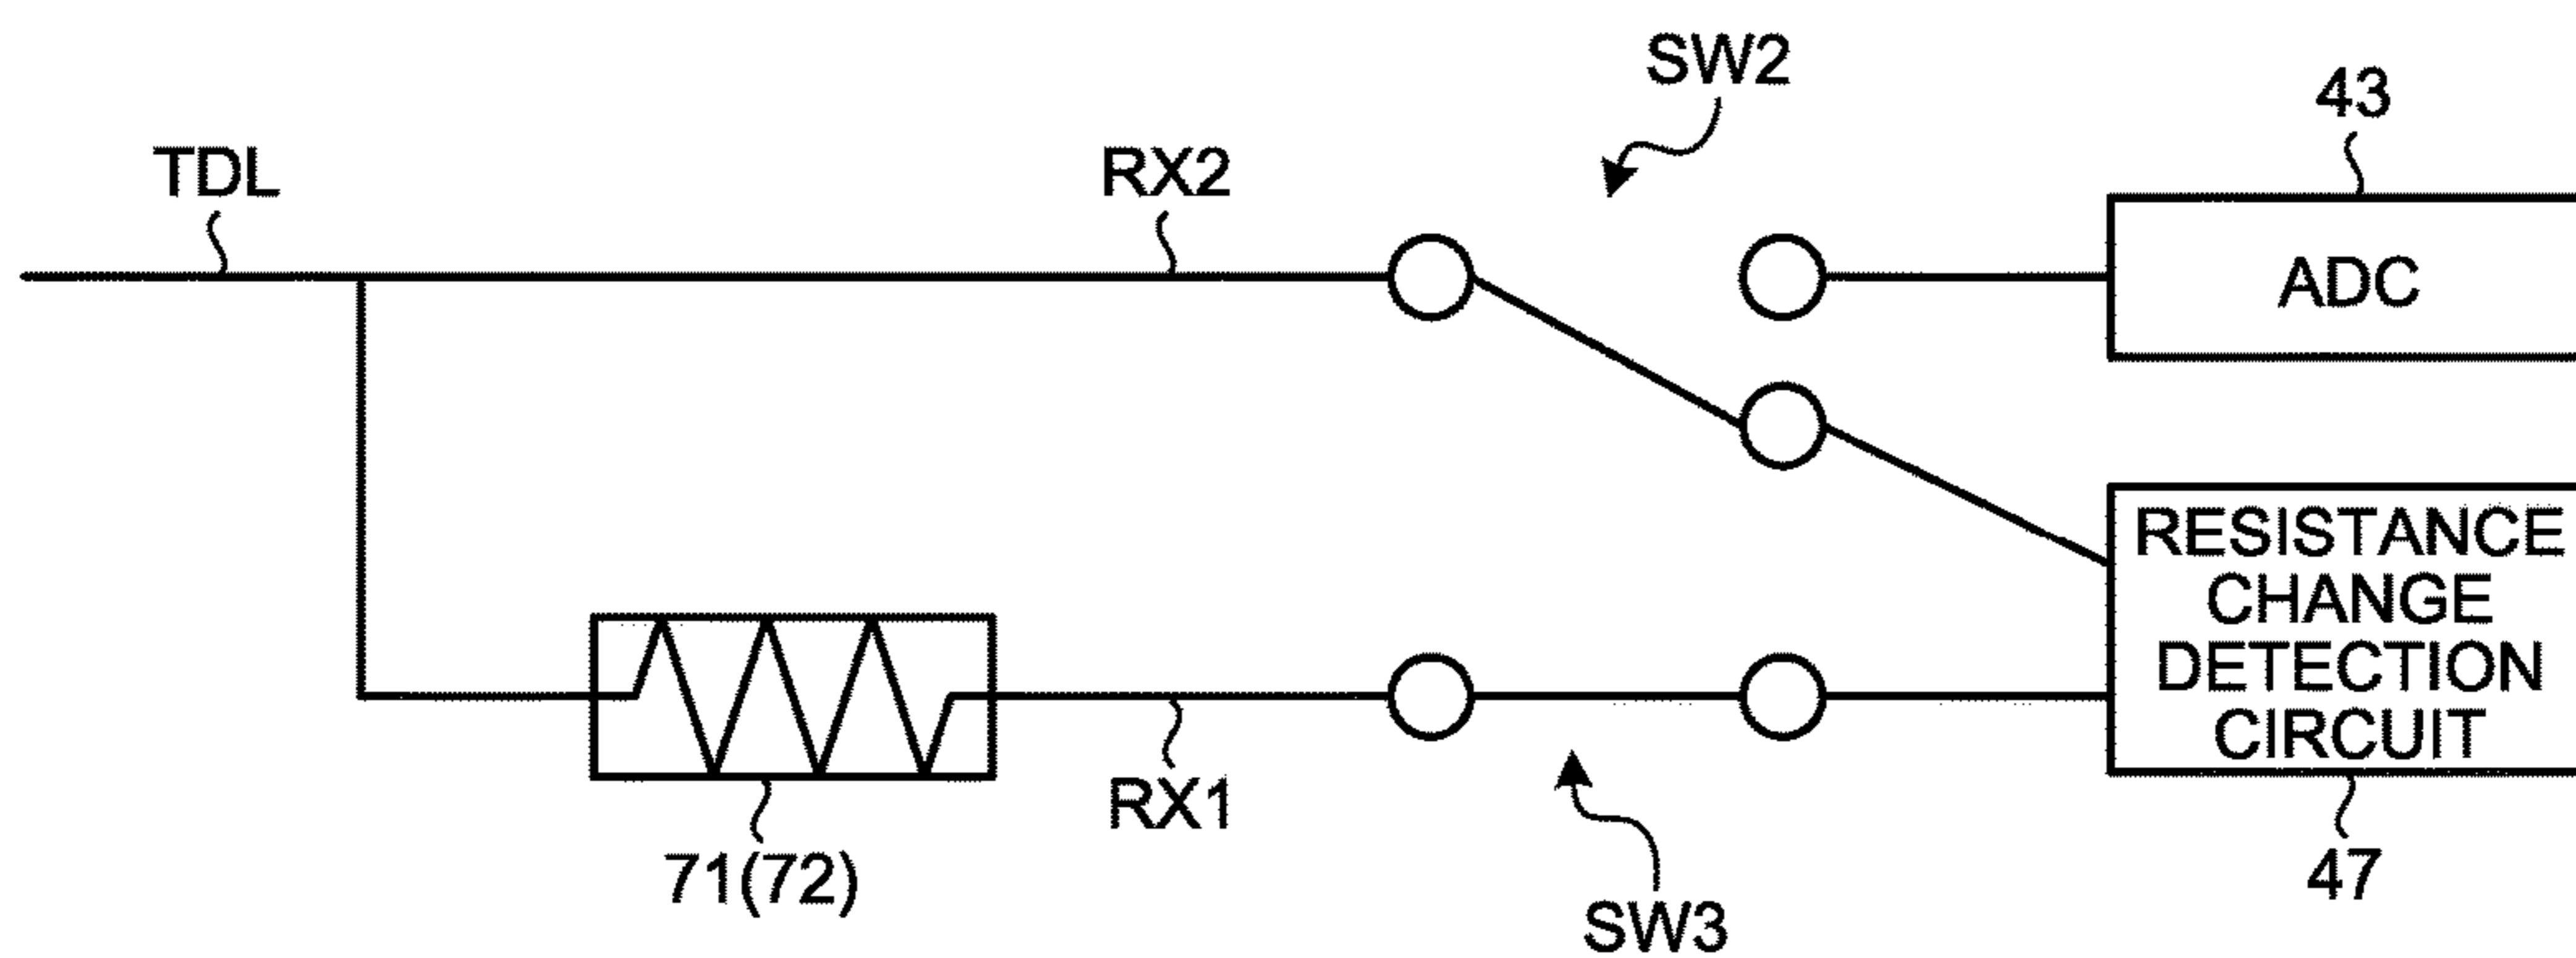 SW2
43
TDL
RX2
ADC
RESISTANCE
CHANGE
DETECTION
CIRCUIT
RX1
71(72)
47
SW3